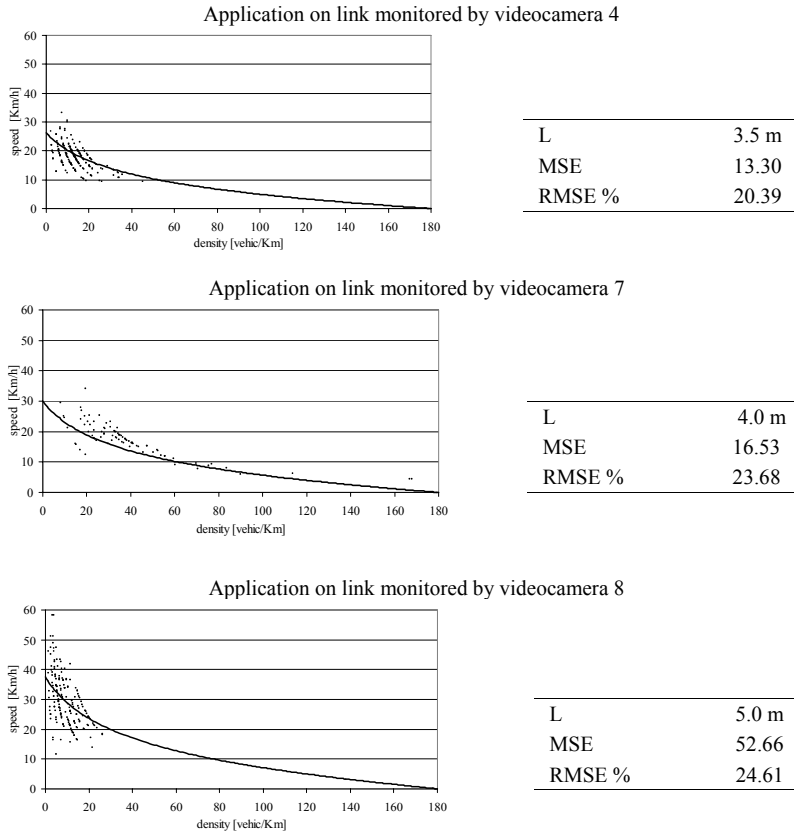 Application on link monitored by videocamera 4
60
50
40
30
20
10
0
speed [Km/h]
0 20 40 60 80 100 120 140 160 180
density [vehic/Km]
L 3.5 m
MSE 13.30
RMSE % 20.39
Application on link monitored by videocamera 7
60
50
40
30
20
10
0
speed [Km/h]
0 20 40 60 80 100 120 140 160 180
density [vehic/Km]
L 4.0 m
MSE 16.53
RMSE % 23.68
Application on link monitored by videocamera 8
60
50
40
30
20
10
0
speed [Km/h]
0 20 40 60 80 100 120 140 160 180
density [vehic/Km]
L 5.0 m
MSE 52.66
RMSE % 24.61